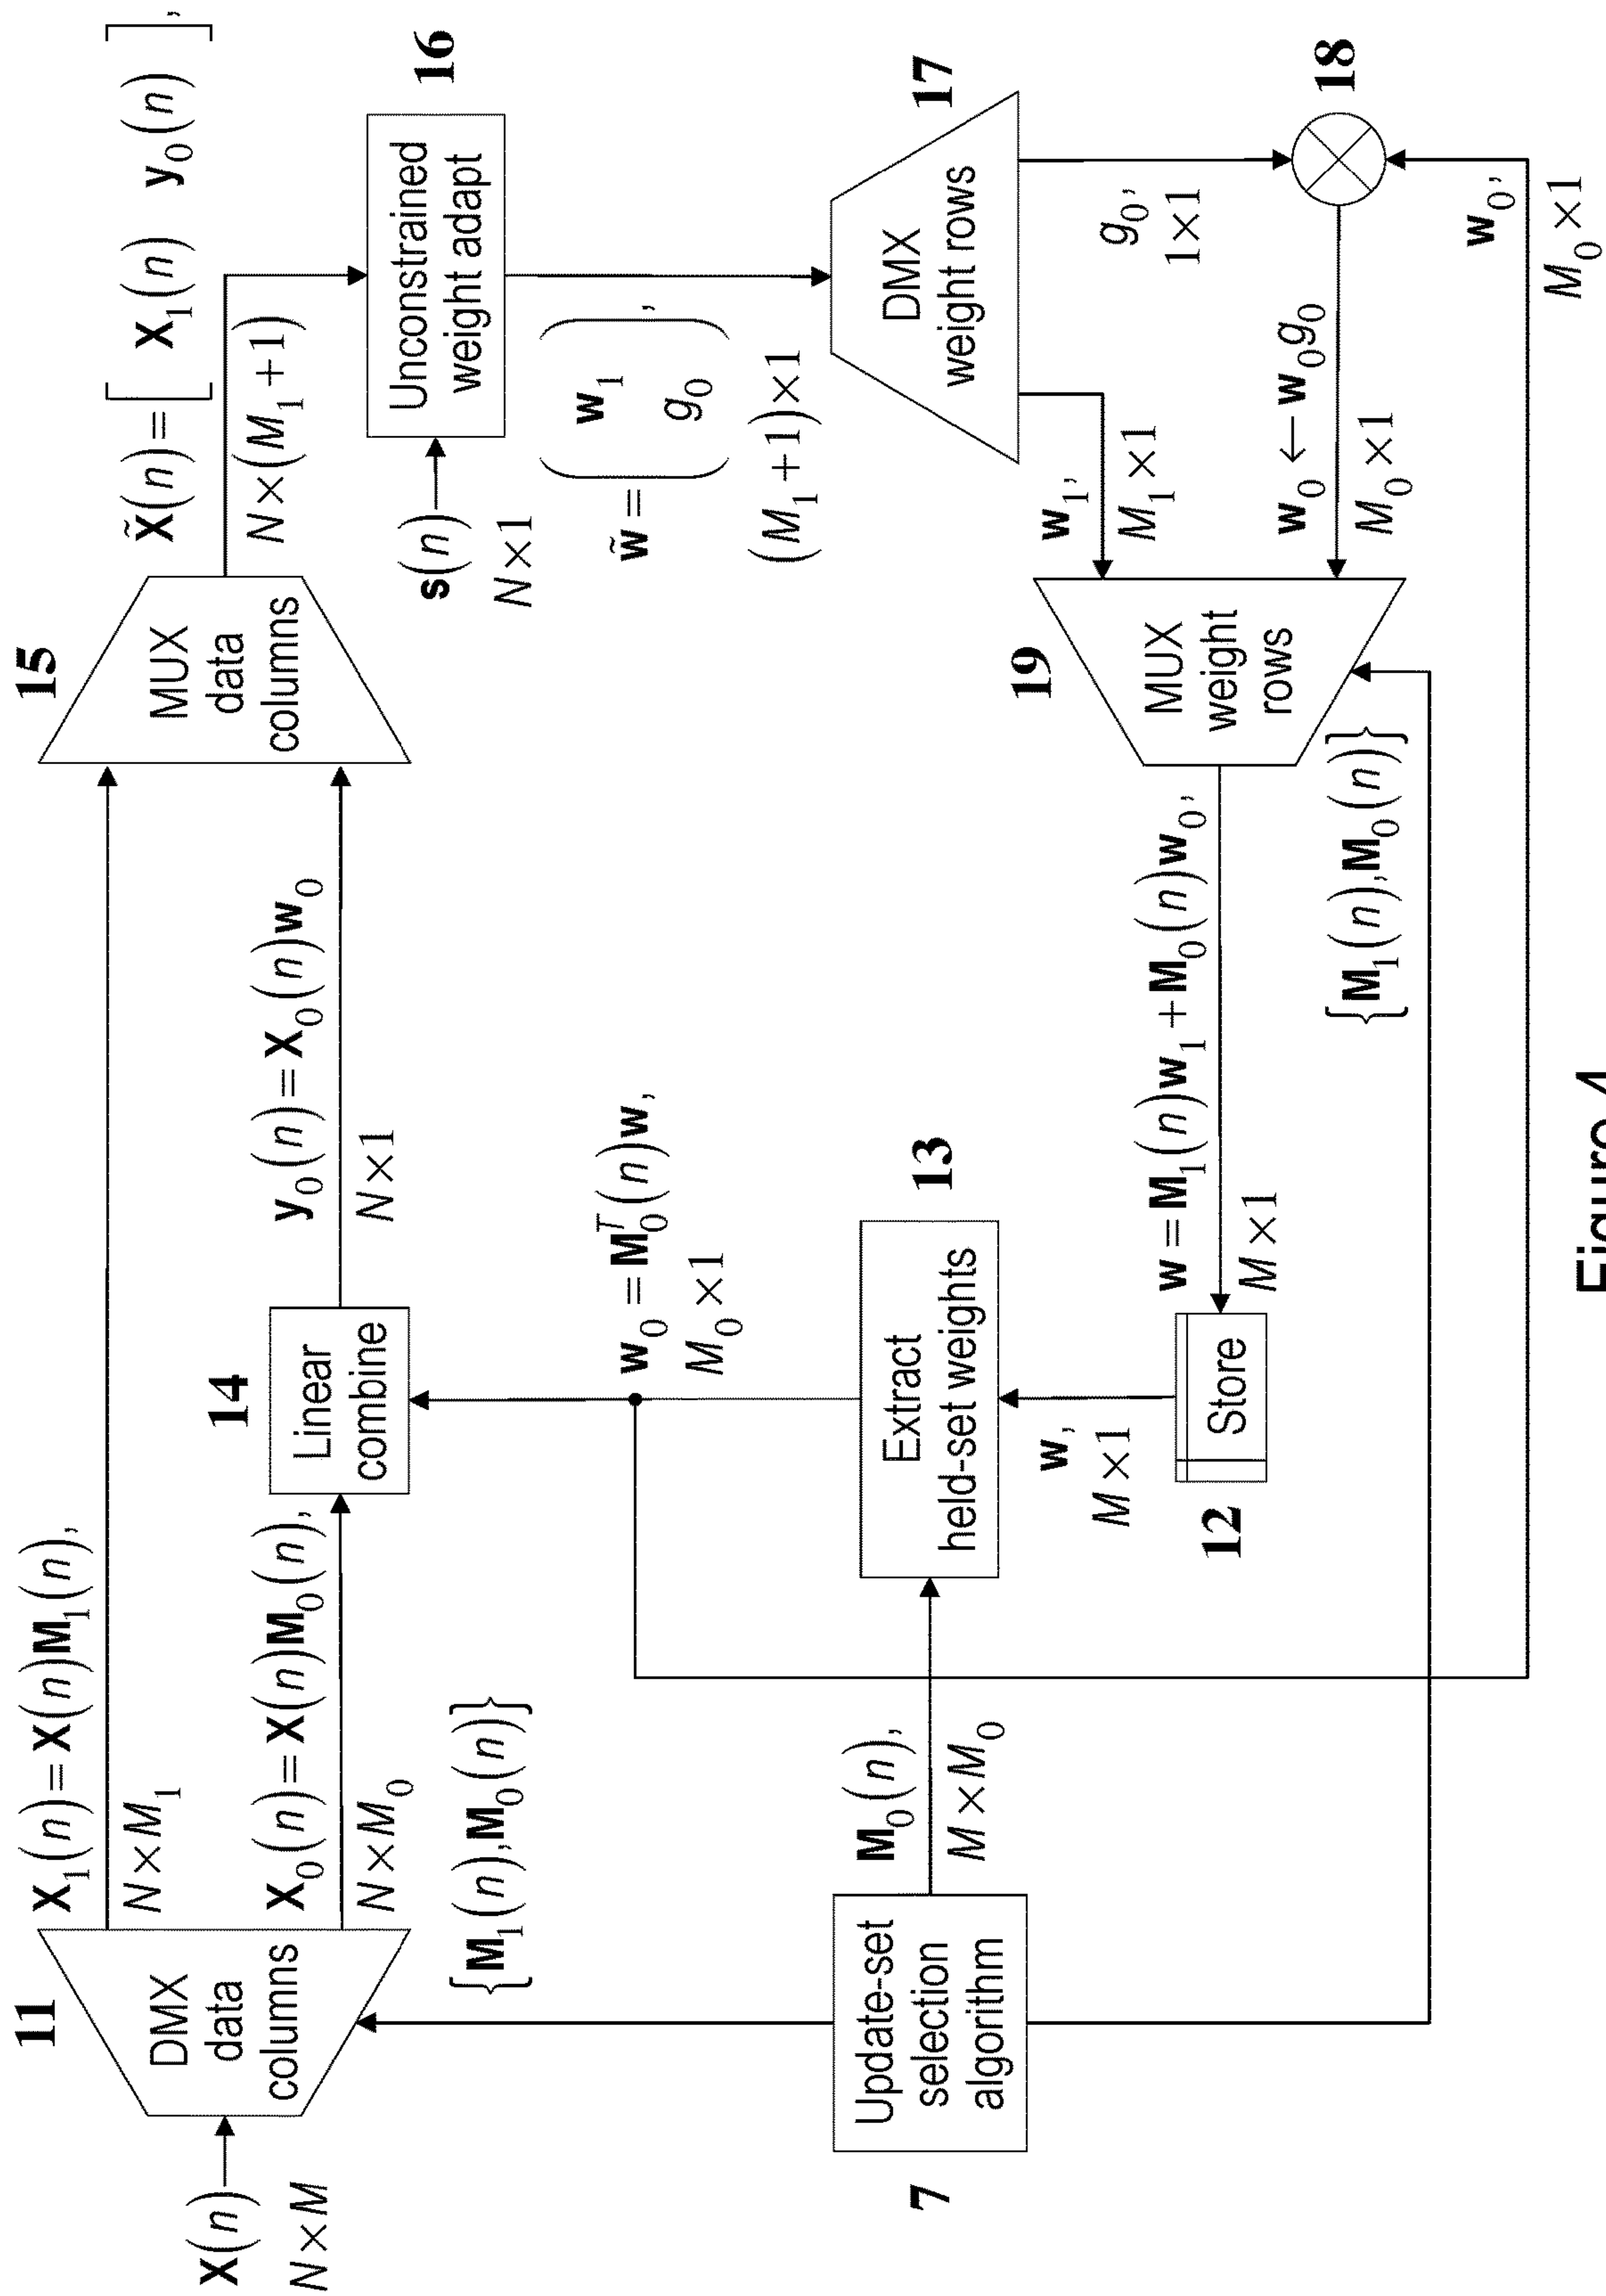 X(n)
N×M
11
DMX
data
columns
X₁(n)=X(n)M₁(n),
N×M₁
X₀(n)=X(n)M₀(n),
N×M₀
{M₁(n),M₀(n)}
14
Linear
combine
y₀(n)=X₀(n)w₀
N×1
15
MUX
data
columns
X̃(n)=[ X₁(n) y₀(n) ],
N×(M₁+1)
s(n)
N×1
16
Unconstrained
weight adapt
w̃ = ( w₁
g₀ ),
(M₁+1)×1
17
DMX
weight rows
w₁,
M₁×1
g₀,
1×1
18
w₀ ← w₀g₀
M₀×1
w₀,
M₀×1
19
MUX
weight
rows
{M₁(n),M₀(n)}
w=M₁(n)w₁+M₀(n)w₀,
M×1
12
Store
w,
M×1
13
Extract
held-set weights
w₀=M₀ᵀ(n)w,
M₀×1
7
Update-set
selection
algorithm
M₀(n),
M×M₀
Figure 4